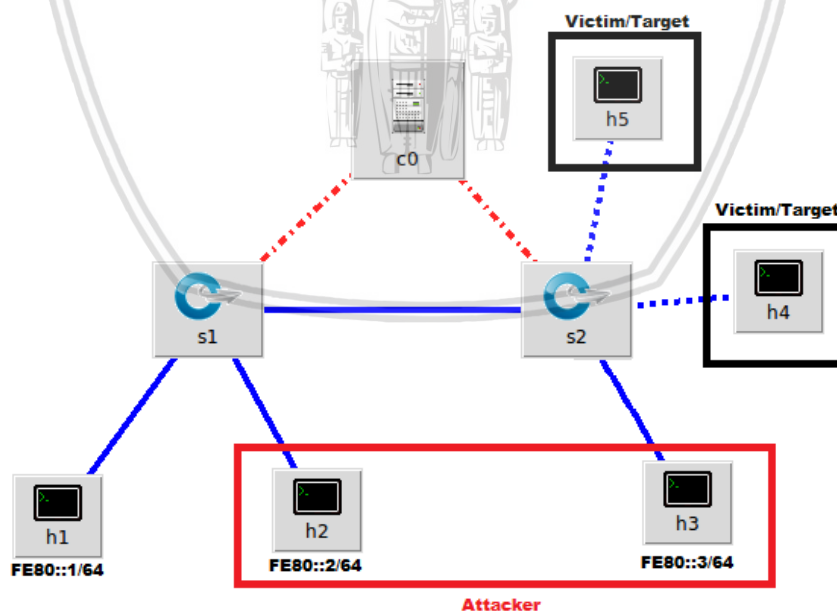 Victim/Target
h5
c0
Victim/Target
h4
s1
s2
h1
h2
h3
FE80::1/64
FE80::2/64
FE80::3/64
Attacker